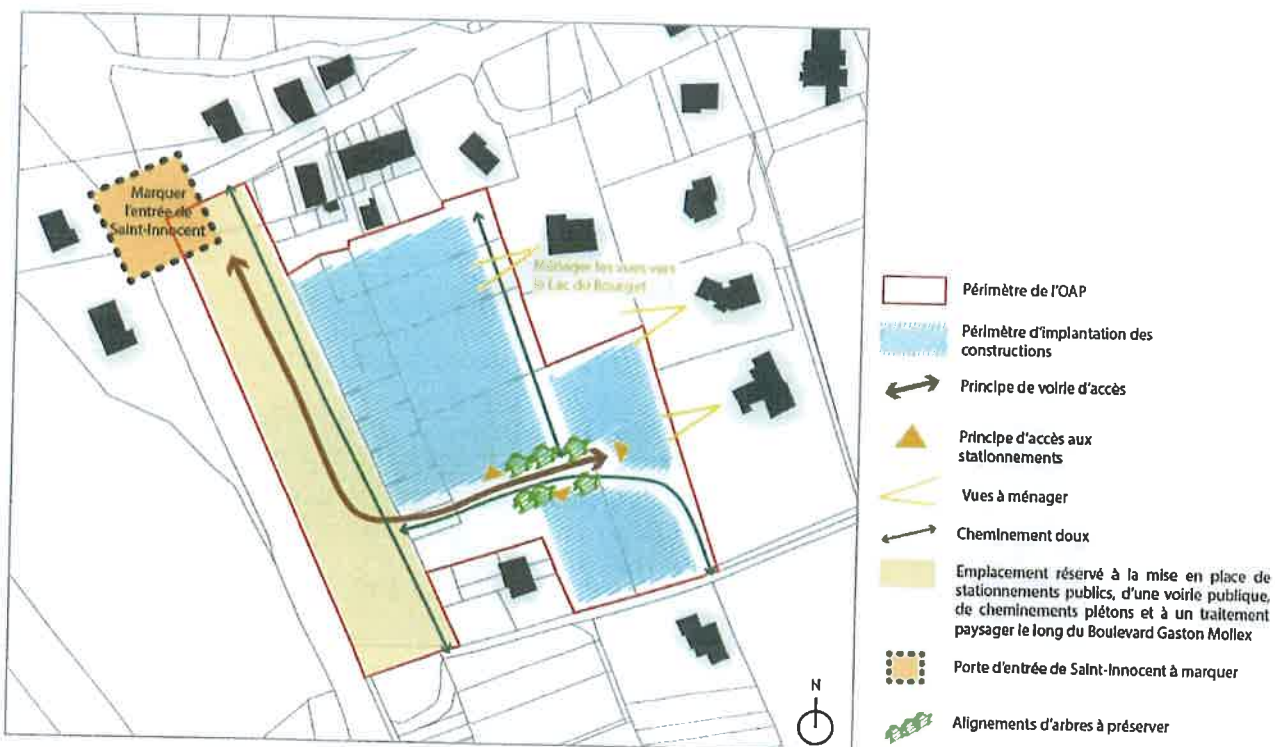 Marquer
l'entrée de
Saint-Innocent
Ménager les vues vers
le Lac du Bourget
Périmètre de l'OAP
Périmètre d'implantation des
constructions
Principe de voirie d'accès
Principe d'accès aux
stationnements
Vues à ménager
Cheminement doux
Emplacement réservé à la mise en place de
stationnements publics, d'une voirie publique,
de cheminements piétons et à un traitement
paysager le long du Boulevard Gaston Mollex
Porte d'entrée de Saint-Innocent à marquer
N
Alignements d'arbres à préserver